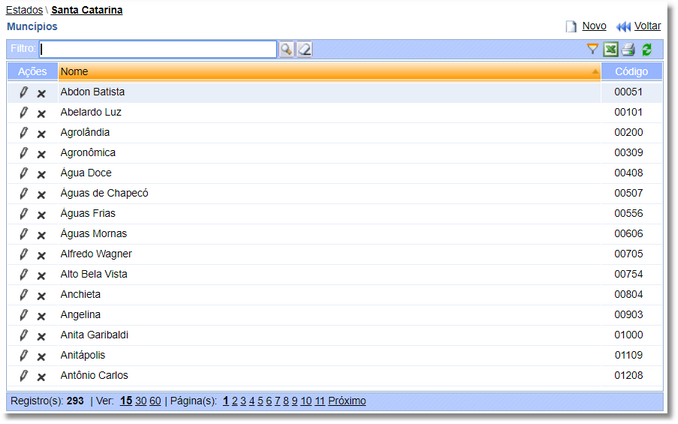 Estados \ Santa Catarina
Muncípios Novo Voltar
Filtro:
Ações Nome Código
Abdon Batista 00051
Abelardo Luz 00101
Agrolândia 00200
Agronômica 00309
Água Doce 00408
Águas de Chapecó 00507
Águas Frias 00556
Águas Mornas 00606
Alfredo Wagner 00705
Alto Bela Vista 00754
Anchieta 00804
Angelina 00903
Anita Garibaldi 01000
Anitápolis 01109
Antônio Carlos 01208
Registro(s): 293 | Ver: 15 30 60 | Página(s): 1 2 3 4 5 6 7 8 9 10 11 Próximo